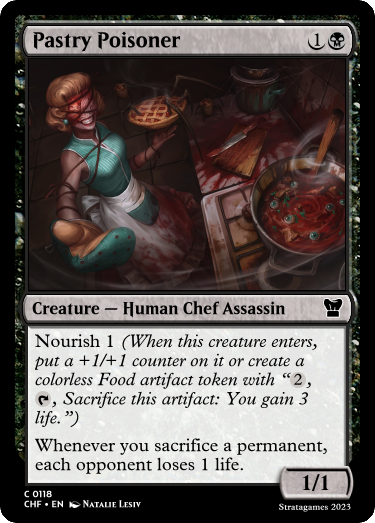 Pastry Poisoner 1
Creature — Human Chef Assassin
Nourish 1 (When this creature enters,
put a +1/+1 counter on it or create a
colorless Food artifact token with “2,
, Sacrifice this artifact: You gain 3
life.”)
Whenever you sacrifice a permanent,
each opponent loses 1 life.
1/1
C 0118
CHF • EN Natalie Lesiv
Stratagames 2023